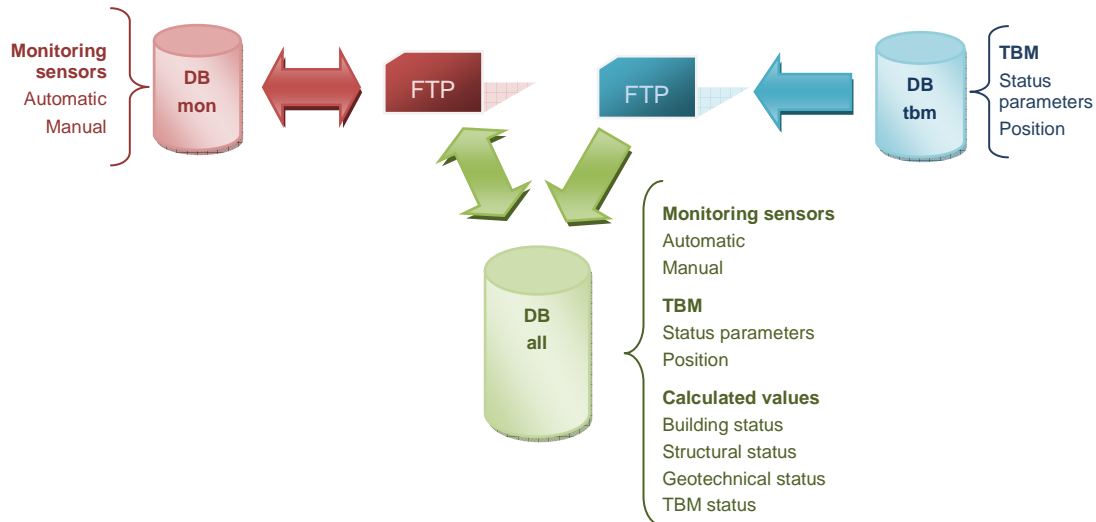 Monitoring
sensors
Automatic
Manual
DB
mon
FTP
FTP
DB
tbm
TBM
Status
parameters
Position
DB
all
Monitoring sensors
Automatic
Manual
TBM
Status parameters
Position
Calculated values
Building status
Structural status
Geotechnical status
TBM status